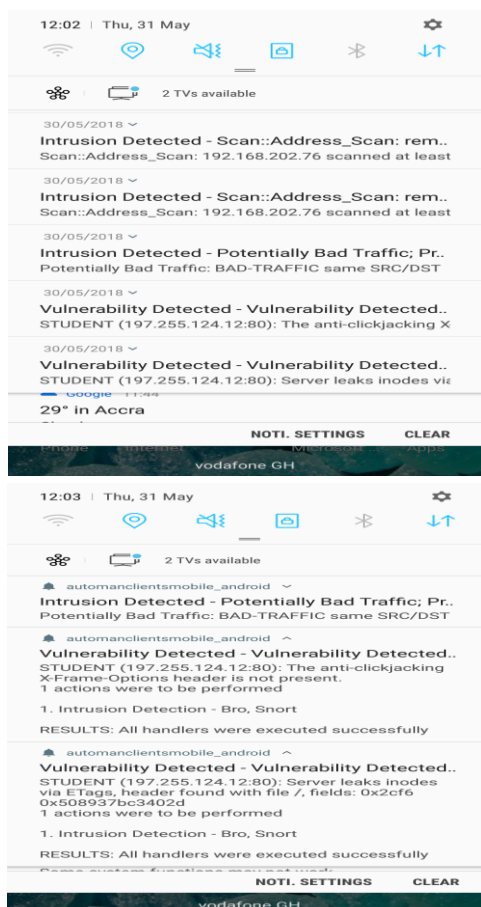 12:02 | Thu, 31 May
2 TVs available
30/05/2018
Intrusion Detected - Scan::Address_Scan: rem..
Scan::Address_Scan: 192.168.202.76 scanned at least
30/05/2018
Intrusion Detected - Scan::Address_Scan: rem..
Scan::Address_Scan: 192.168.202.76 scanned at least
30/05/2018
Intrusion Detected - Potentially Bad Traffic; Pr..
Potentially Bad Traffic: BAD-TRAFFIC same SRC/DST
30/05/2018
Vulnerability Detected - Vulnerability Detected..
STUDENT (197.255.124.12:80): The anti-clickjacking X-
30/05/2018
Vulnerability Detected - Vulnerability Detected..
STUDENT (197.255.124.12:80): Server leaks inodes via
Google 11:44
29° in Accra
NOTI. SETTINGS CLEAR
Phone Internet Microsoft Apps
vodafone GH
12:03 | Thu, 31 May
2 TVs available
automanclientsmobile_android
Intrusion Detected - Potentially Bad Traffic; Pr..
Potentially Bad Traffic: BAD-TRAFFIC same SRC/DST
automanclientsmobile_android
Vulnerability Detected - Vulnerability Detected..
STUDENT (197.255.124.12:80): The anti-clickjacking
X-Frame-Options header is not present.
1 actions were to be performed
1. Intrusion Detection - Bro, Snort
RESULTS: All handlers were executed successfully
automanclientsmobile_android
Vulnerability Detected - Vulnerability Detected..
STUDENT (197.255.124.12:80): Server leaks inodes
via ETags, header found with file /, fields: 0x2cf6
0x508937bc3402d
1 actions were to be performed
1. Intrusion Detection - Bro, Snort
RESULTS: All handlers were executed successfully
Some system functions may not work
NOTI. SETTINGS CLEAR
vodafone GH